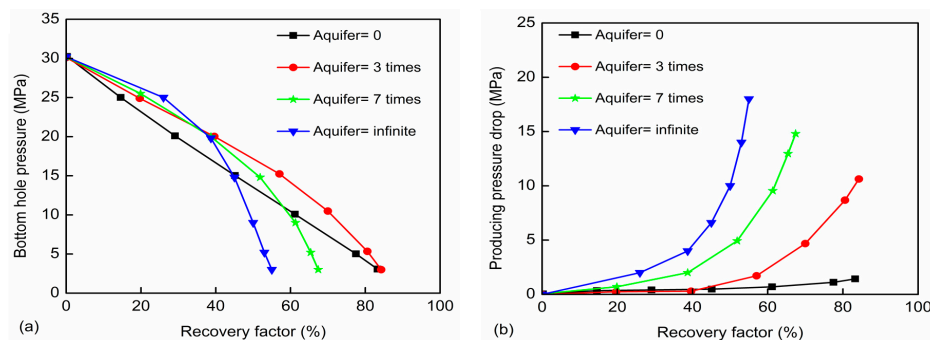 35
30
25
20
15
10
5
0
0 20 40 60 80 100
Bottom hole pressure (MPa)
Recovery factor (%)
Aquifer= 0
Aquifer= 3 times
Aquifer= 7 times
Aquifer= infinite
(a)
25
20
15
10
5
0
0 20 40 60 80 100
Producing pressure drop (MPa)
Recovery factor (%)
Aquifer= 0
Aquifer= 3 times
Aquifer= 7 times
Aquifer= infinite
(b)